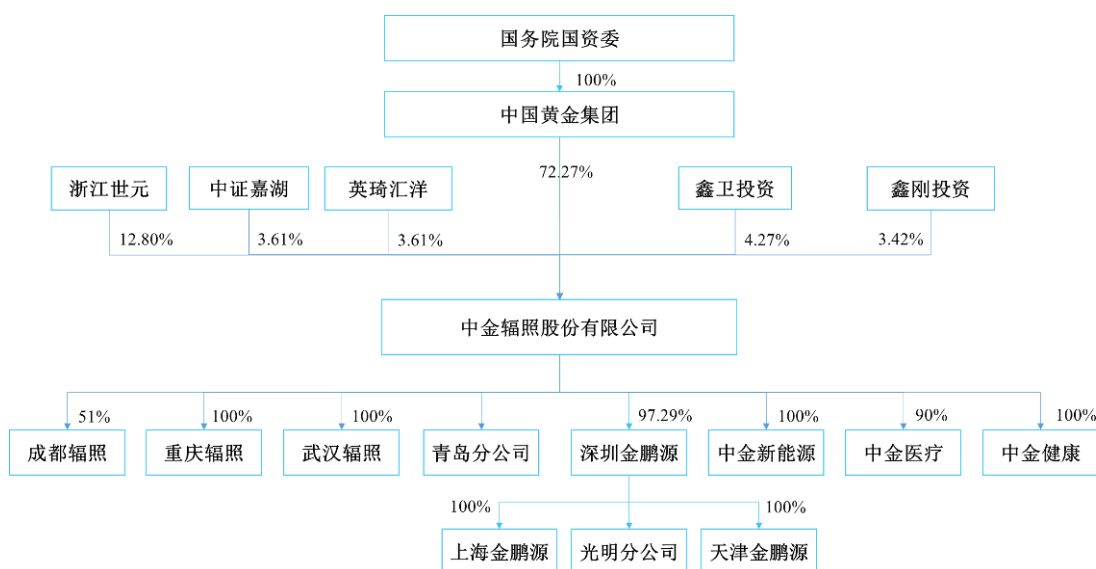 国务院国资委
100%
中国黄金集团
72.27%
浙江世元
中证嘉湖
英琦汇洋
鑫卫投资
鑫刚投资
12.80%
3.61%
3.61%
4.27%
3.42%
中金辐照股份有限公司
51%
100%
100%
97.29%
100%
90%
100%
成都辐照
重庆辐照
武汉辐照
青岛分公司
深圳金鹏源
中金新能源
中金医疗
中金健康
100%
100%
上海金鹏源
光明分公司
天津金鹏源